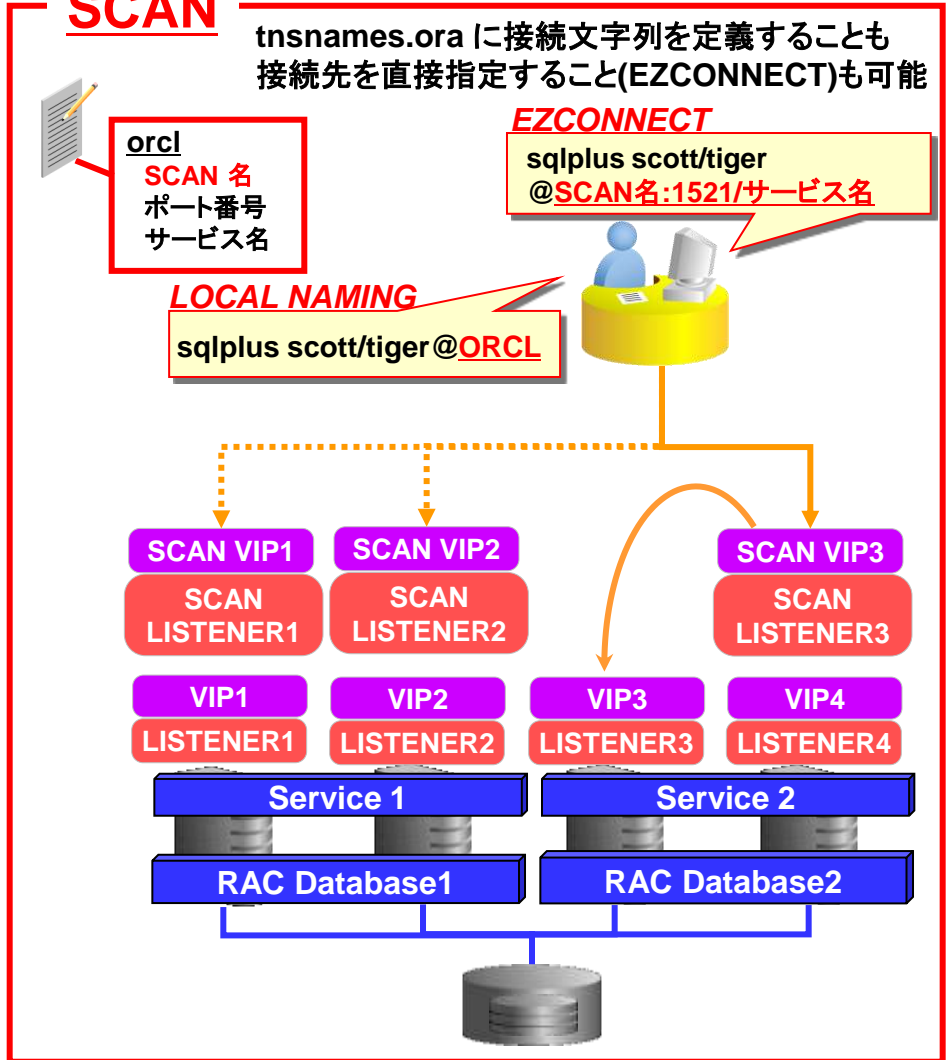 SCAN
tnsnames.ora に接続文字列を定義することも
接続先を直接指定すること(EZCONNECT)も可能
orcl
SCAN 名
ポート番号
サービス名
EZCONNECT
sqlplus scott/tiger
@SCAN名:1521/サービス名
LOCAL NAMING
sqlplus scott/tiger@ORCL
SCAN VIP1
SCAN VIP2
SCAN VIP3
SCAN
LISTENER1
SCAN
LISTENER2
SCAN
LISTENER3
VIP1
VIP2
VIP3
VIP4
LISTENER1
LISTENER2
LISTENER3
LISTENER4
Service 1
Service 2
RAC Database1
RAC Database2